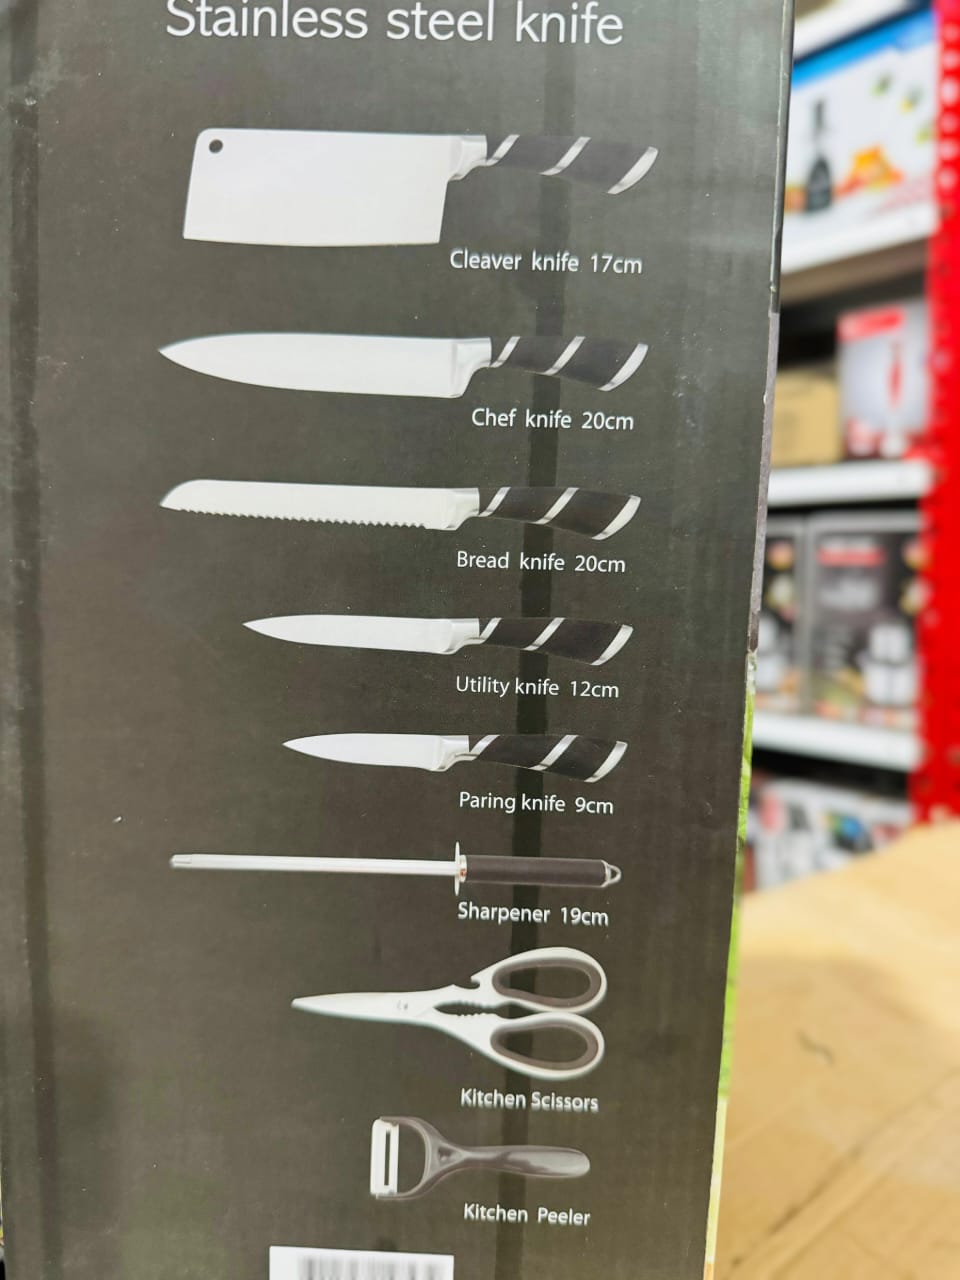 Stainless steel knife
Cleaver knife 17cm
Chef knife 20cm
Bread knife 20cm
Utility knife 12cm
Paring knife 9cm
Sharpener 19cm
Kitchen Scissors
Kitchen Peeler